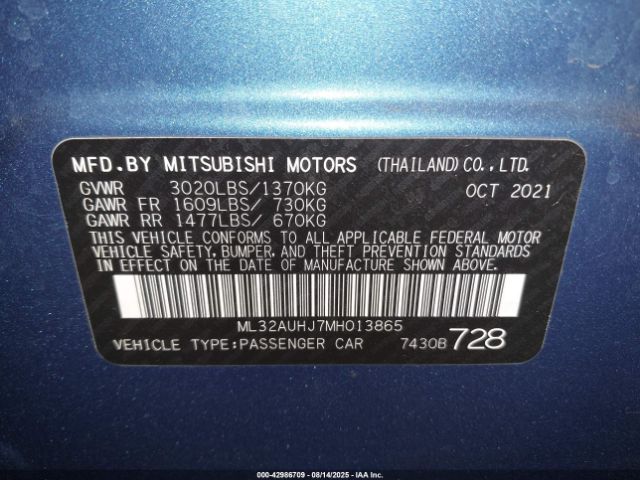 MFD.BY MITSUBISHI MOTORS (THAILAND)CO.,LTD.
GVWR 3020LBS/1370KG OCT 2021
GAWR FR 1609LBS/ 730KG
GAWR RR 1477LBS/ 670KG
THIS VEHICLE CONFORMS TO ALL APPLICABLE FEDERAL MOTOR
VEHICLE SAFETY, BUMPER, AND THEFT PREVENTION STANDARDS
IN EFFECT ON THE DATE OF MANUFACTURE SHOWN ABOVE.
ML32AUHJ7MH013865
VEHICLE TYPE:PASSENGER CAR 7430B 728
000-42986709 - 08/14/2025 - IAA Inc.